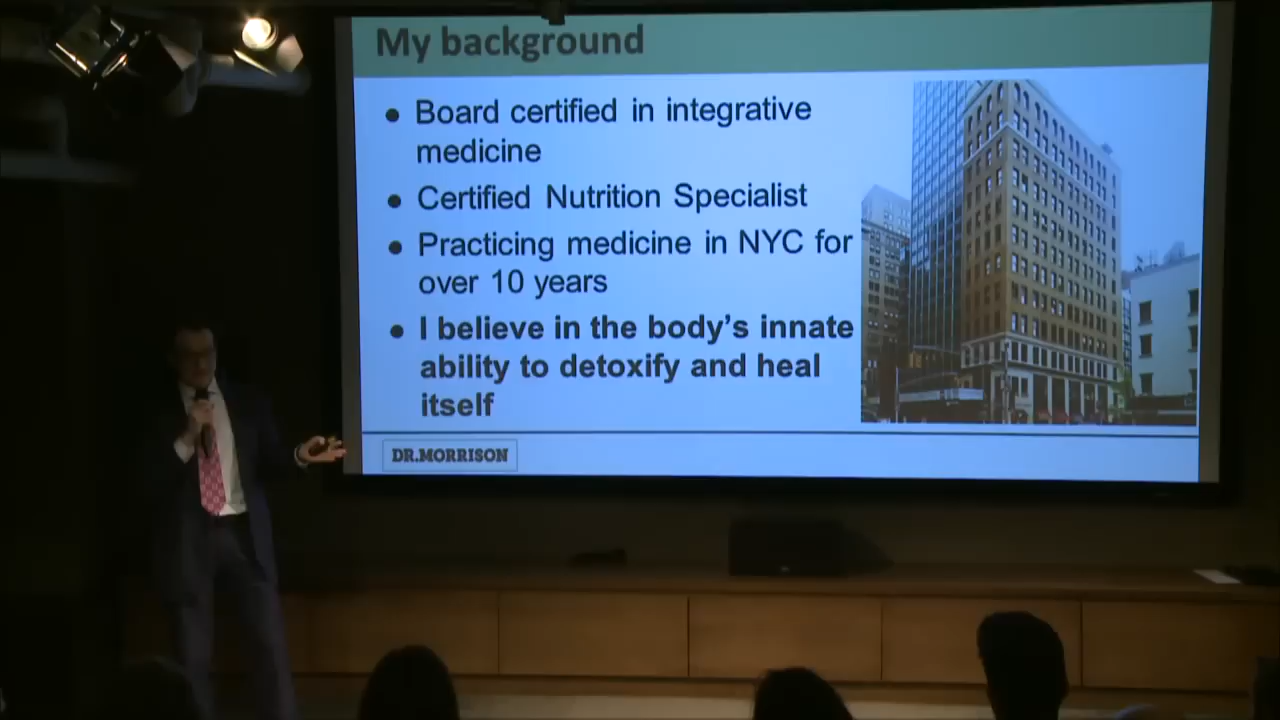 My background
● Board certified in integrative
medicine
● Certified Nutrition Specialist
● Practicing medicine in NYC for
over 10 years
● I believe in the body's innate
ability to detoxify and heal
itself
DR.MORRISON